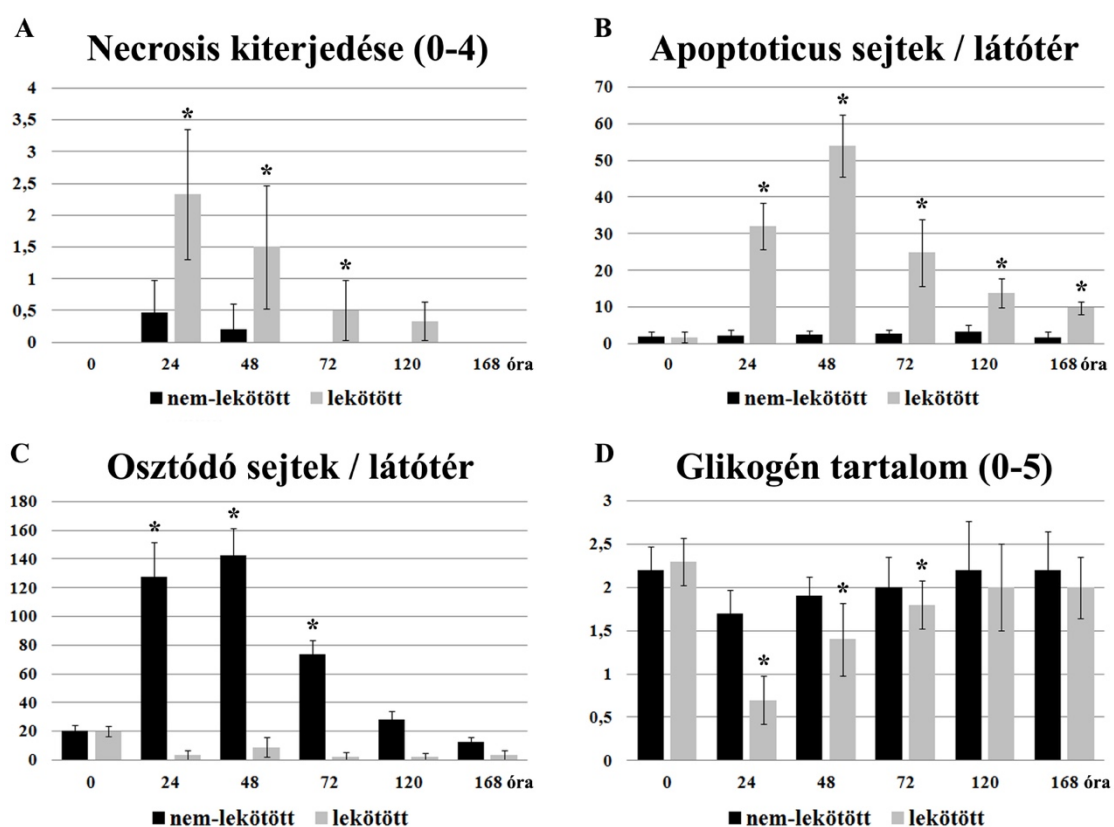 A
Necrosis kiterjedése (0-4)
4
3,5
*
3
*
2,5
2
1,5
*
1
0,5
0
0 24 48 72 120 168 óra
nem-lekötött lekötött
B
Apoptoticus sejtek / látótér
70
*
60
50
*
40
*
30
20
*
*
10
0
0 24 48 72 120 168 óra
nem-lekötött lekötött
C
Osztódó sejtek / látótér
180
* *
160
140
120
100
*
80
60
40
20
0
0 24 48 72 120 168 óra
nem-lekötött lekötött
D
Glikogén tartalom (0-5)
3
2,5
* *
2
1,5
*
1
0,5
0
0 24 48 72 120 168 óra
nem-lekötött lekötött